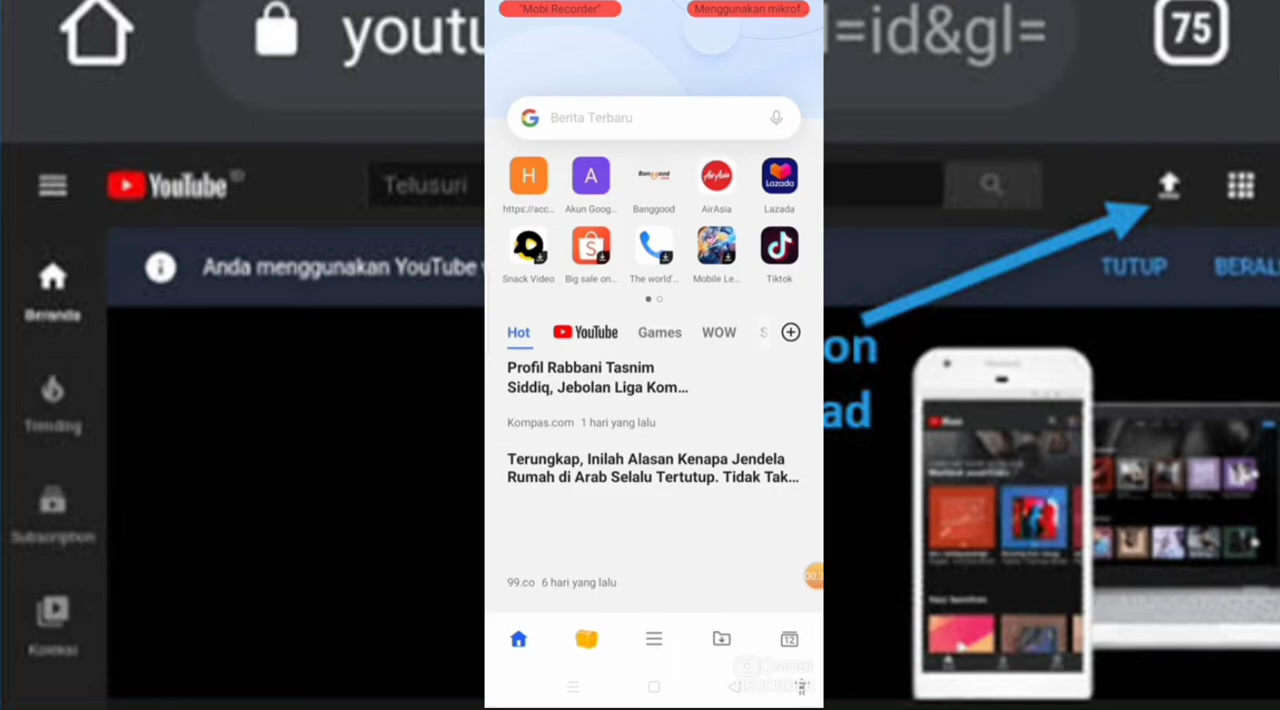 youtu
=id&gl=
75
"Mobi Recorder"
Menggunakan mikrof
Berita Terbaru
https://acc...
Akun Goog...
Banggood
AirAsia
Lazada
Snack Video
Big sale on...
The world'...
Mobile Le...
Tiktok
Hot
YouTube
Games
WOW
S
Profil Rabbani Tasnim
Siddiq, Jebolan Liga Kom...
Kompas.com 1 hari yang lalu
Terungkap, Inilah Alasan Kenapa Jendela
Rumah di Arab Selalu Tertutup. Tidak Tak...
99.co 6 hari yang lalu
12
MOBI
RECORDER
YouTube
Telusuri
Anda menggunakan YouTube
TUTUP
BERAL
Beranda
Trending
Subscription
Koleksi
on
ad